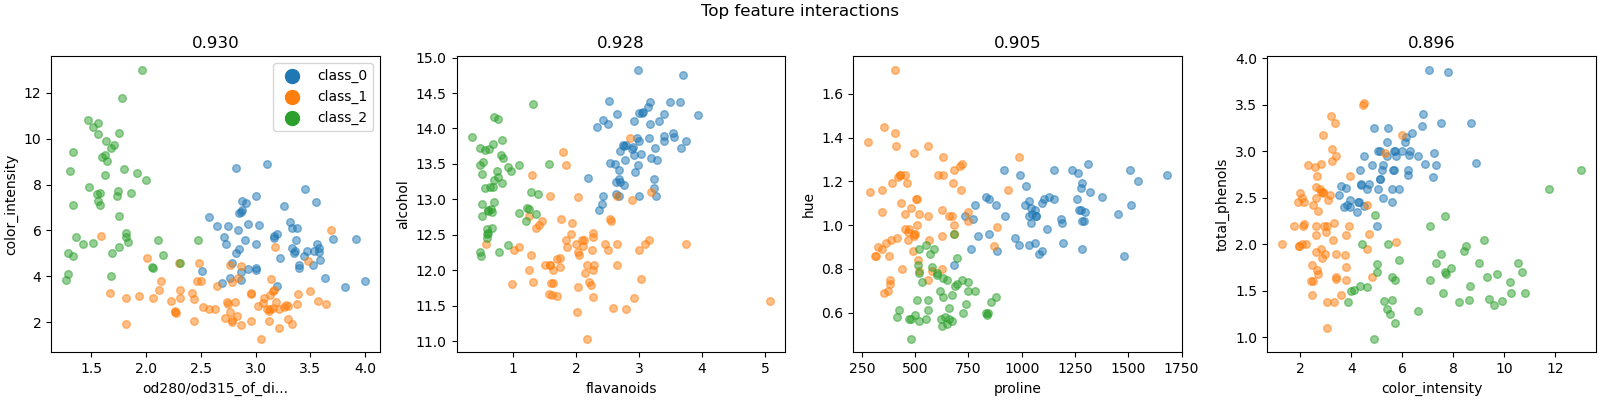 Top feature interactions
0.930
color_intensity
12
10
8
6
4
2
class_0
class_1
class_2
1.5 2.0 2.5 3.0 3.5 4.0
od280/od315_of_di...
0.928
alcohol
15.0
14.5
14.0
13.5
13.0
12.5
12.0
11.5
11.0
1 2 3 4 5
flavanoids
0.905
hue
1.6
1.4
1.2
1.0
0.8
0.6
250 500 750 1000 1250 1500 1750
proline
0.896
total_phenols
4.0
3.5
3.0
2.5
2.0
1.5
1.0
2 4 6 8 10 12
color_intensity